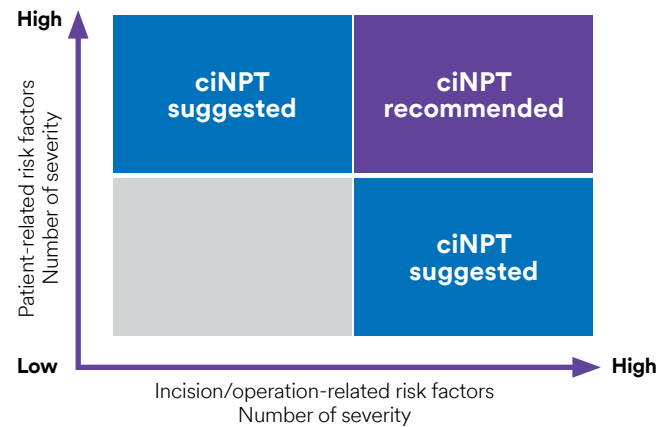 High
ciNPT
suggested
ciNPT
recommended
Patient-related risk factors
Number of severity
ciNPT
suggested
Low
High
Incision/operation-related risk factors
Number of severity